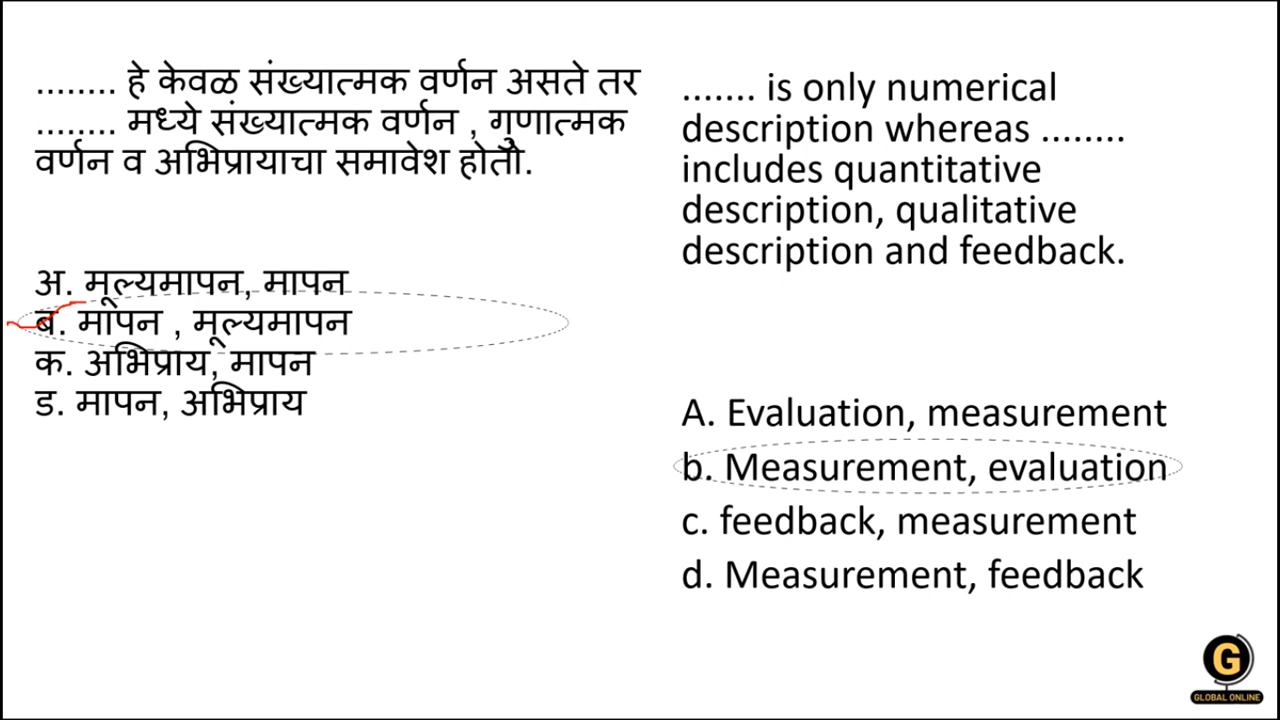 ........ हे केवळ संख्यात्मक वर्णन असते तर
........ मध्ये संख्यात्मक वर्णन , गुणात्मक
वर्णन व अभिप्रायाचा समावेश होतो.
अ. मूल्यमापन, मापन
ब. मापन , मूल्यमापन
क. अभिप्राय, मापन
ड. मापन, अभिप्राय
....... is only numerical
description whereas ........
includes quantitative
description, qualitative
description and feedback.
A. Evaluation, measurement
b. Measurement, evaluation
c. feedback, measurement
d. Measurement, feedback
G
GLOBAL ONLINE